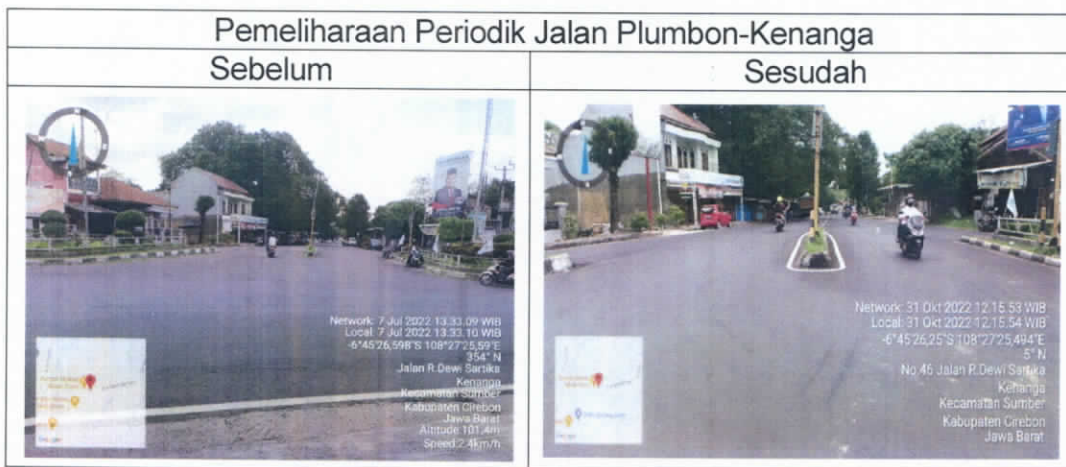 Pemeliharaan Periodik Jalan Plumbon-Kenanga
Sebelum
Sesudah
Network: 7 Jul 2022 13.33.09 WIB
Local: 7 Jul 2022 13.33.10 WIB
-6°45'26,598"S 108°27'25,59"E
354° N
Jalan R.Dewi Sartika
Kenanga
Kecamatan Sumber
Kabupaten Cirebon
Jawa Barat
Altitude:101.4m
Speed:2.4km/h
Network: 31 Okt 2022 12.15.53 WIB
Local: 31 Okt 2022 12.15.54 WIB
-6°45'26,25"S 108°27'25,494"E
5° N
No.46 Jalan R.Dewi Sartika
Kenanga
Kecamatan Sumber
Kabupaten Cirebon
Jawa Barat